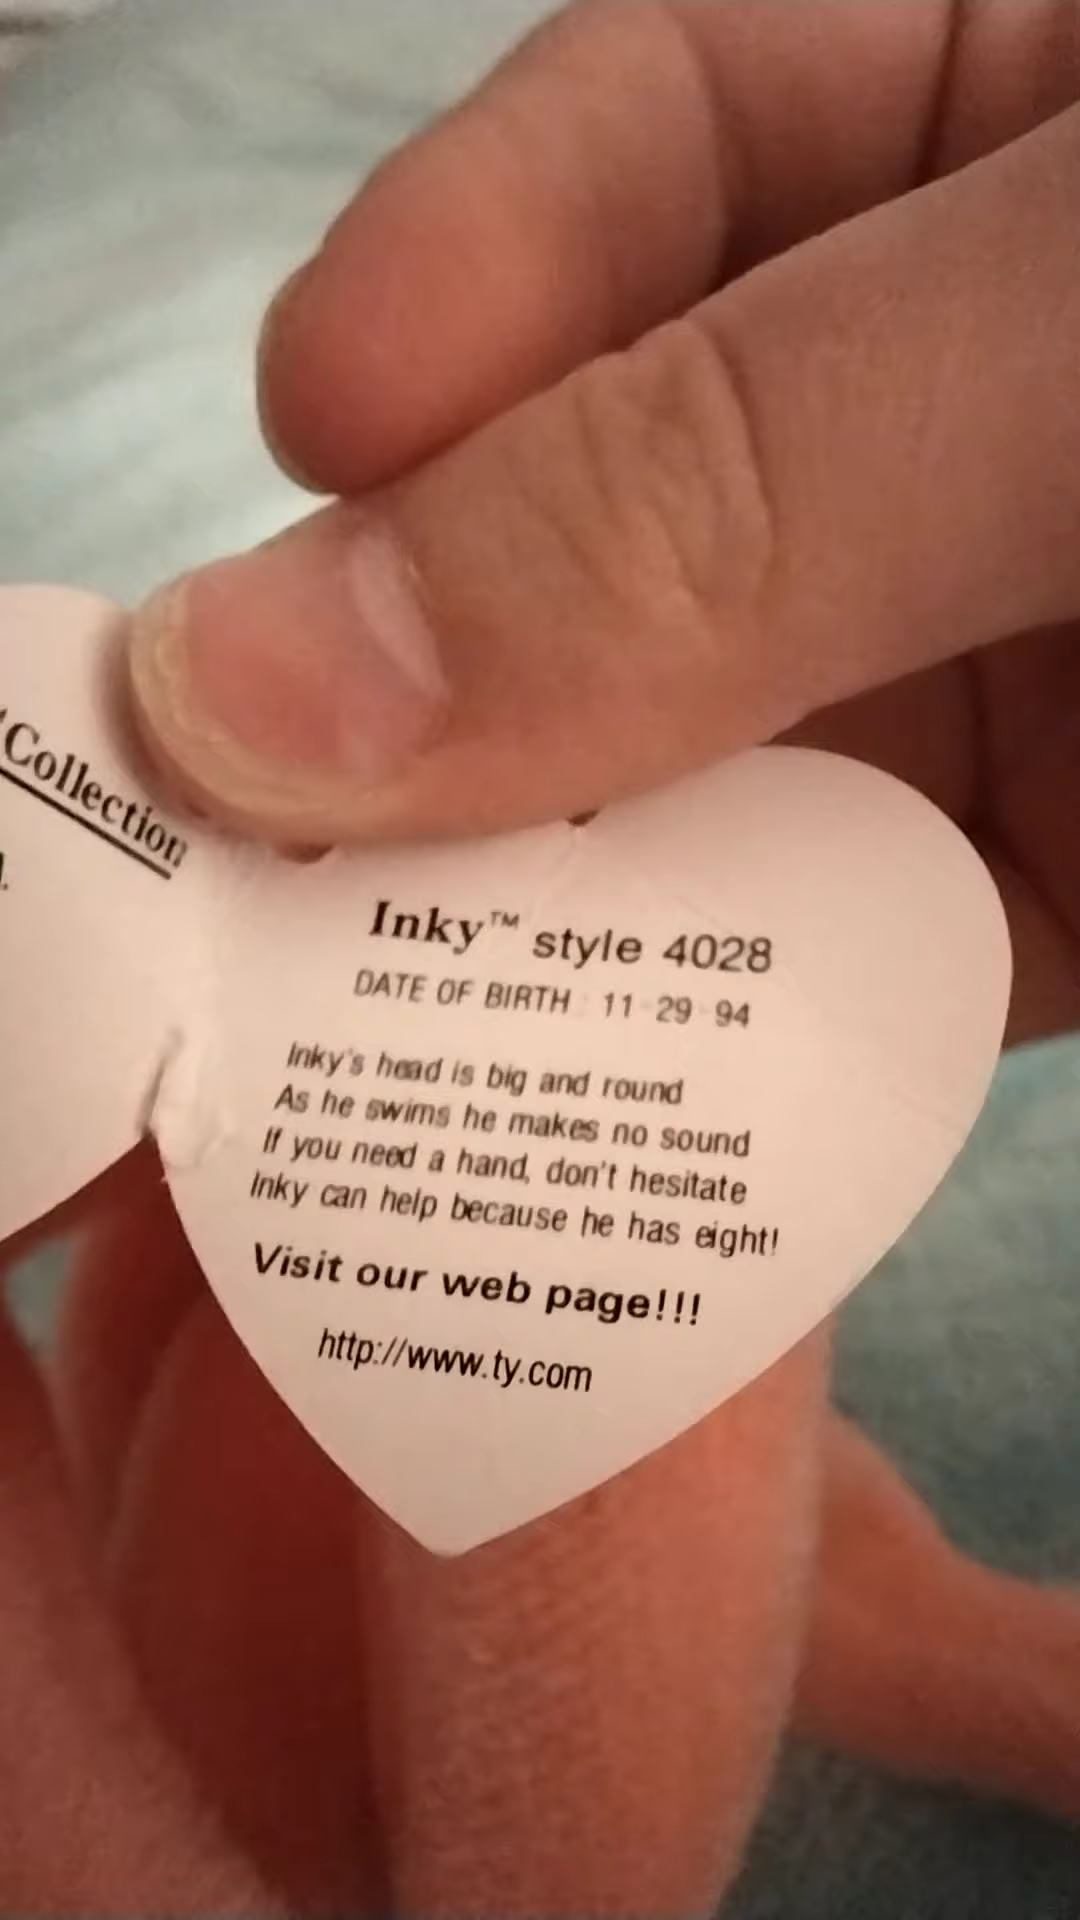 Collection
Inky™ style 4028
DATE OF BIRTH : 11 - 29 - 94
Inky's head is big and round
As he swims he makes no sound
If you need a hand, don't hesitate
Inky can help because he has eight!
Visit our web page!!!
http://www.ty.com